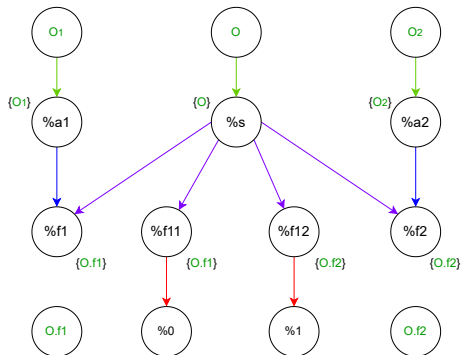 O1 O O2
{O1} {O} {O2}
%a1 %s %a2
%f1 %f11 %f12 %f2
{O.f1} {O.f1} {O.f2} {O.f2}
O.f1 %0 %1 O.f2